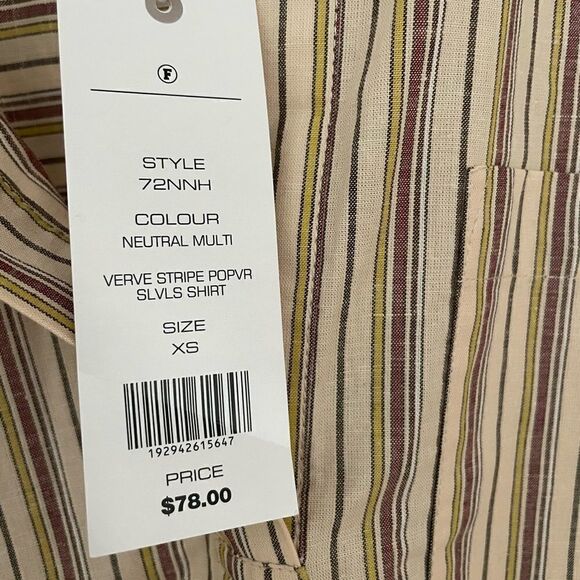 F
STYLE
72NNH
COLOUR
NEUTRAL MULTI
VERVE STRIPE POPVR
SLVLS SHIRT
SIZE
XS
192942615647
PRICE
$78.00